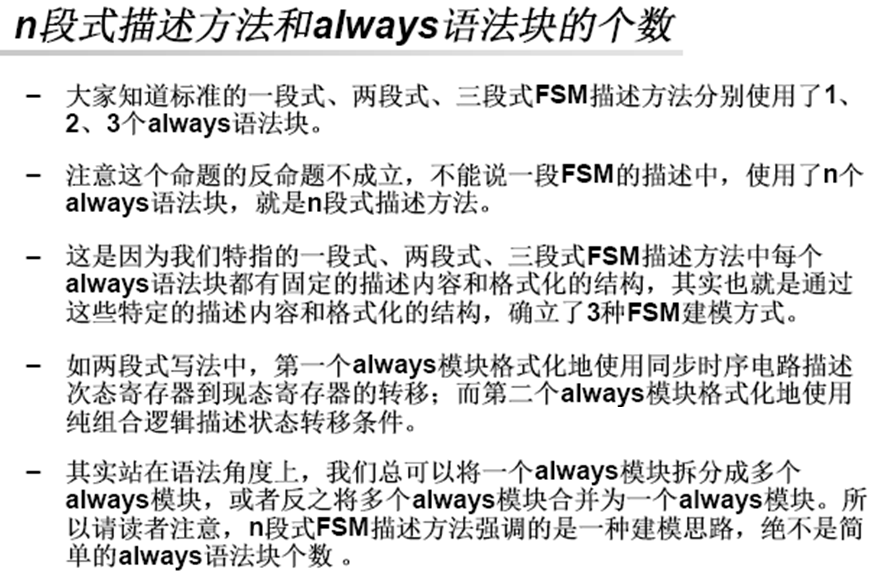 n段式描述方法和always语法块的个数
– 大家知道标准的一段式、两段式、三段式FSM描述方法分别使用了1、
2、3个always语法块。
– 注意这个命题的反命题不成立，不能说一段FSM的描述中，使用了n个
always语法块，就是n段式描述方法。
– 这是因为我们特指的一段式、两段式、三段式FSM描述方法中每个
always语法块都有固定的描述内容和格式化的结构，其实也就是通过
这些特定的描述内容和格式化的结构，确立了3种FSM建模方式。
– 如两段式写法中，第一个always模块格式化地使用同步时序电路描述
次态寄存器到现态寄存器的转移；而第二个always模块格式化地使用
纯组合逻辑描述状态转移条件。
– 其实站在语法角度上，我们总可以将一个always模块拆分成多个
always模块，或者反之将多个always模块合并为一个always模块。所
以请读者注意，n段式FSM描述方法强调的是一种建模思路，绝不是简
单的always语法块个数 。